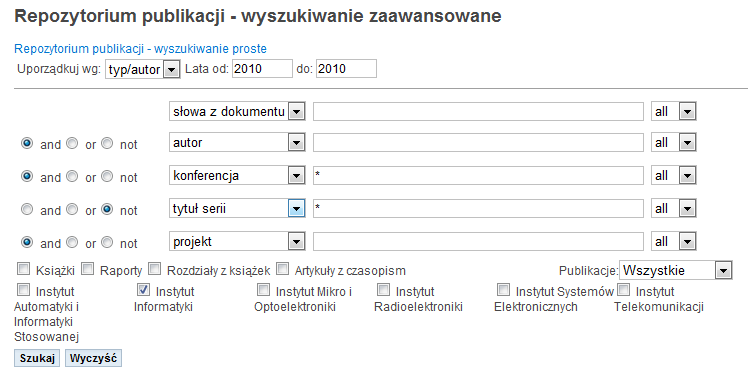 Repozytorium publikacji - wyszukiwanie zaawansowane
Repozytorium publikacji - wyszukiwanie proste
Uporządkuj wg: typ/autor Lata od: 2010 do: 2010
słowa z dokumentu all
and or not autor all
and or not konferencja * all
and or not tytuł serii * all
and or not projekt all
Książki Raporty Rozdziały z książek Artykuły z czasopism Publikacje: Wszystkie
Instytut Automatyki i Informatyki Stosowanej
Instytut Informatyki
Instytut Mikro i Optoelektroniki
Instytut Radioelektroniki
Instytut Systemów Elektronicznych
Instytut Telekomunikacji
Szukaj Wyczyść